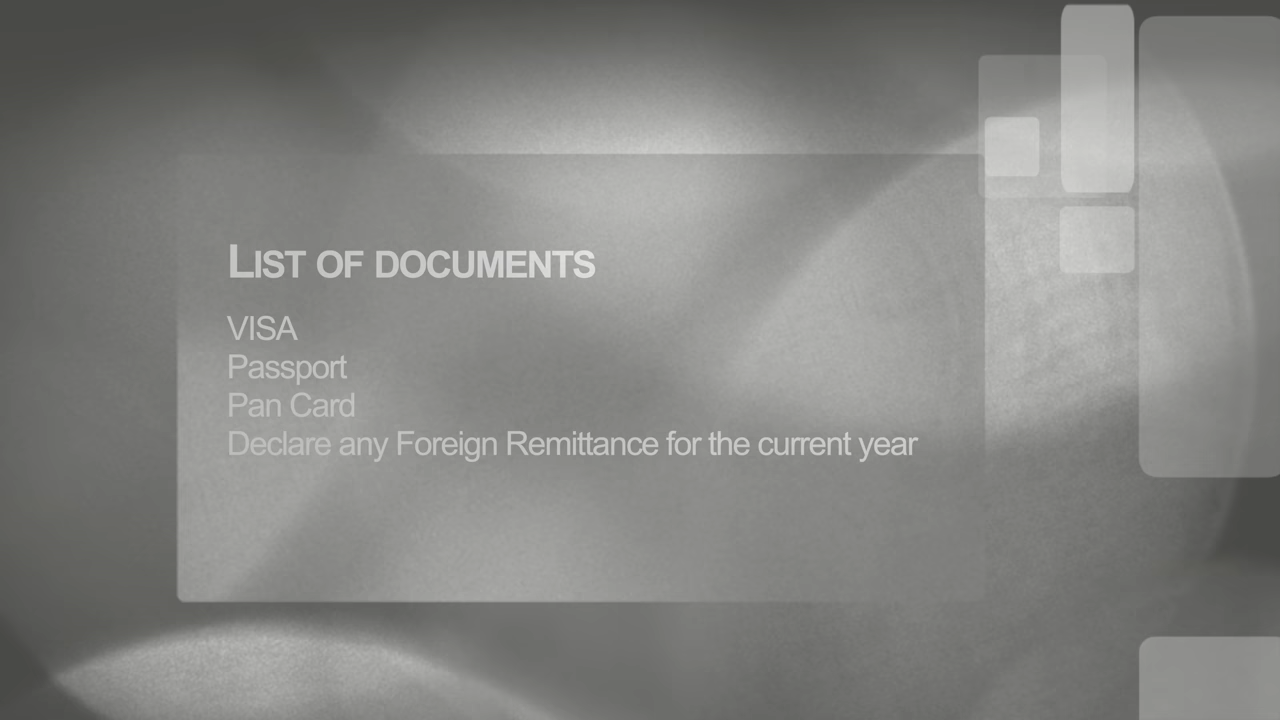 LIST OF DOCUMENTS
VISA
Passport
Pan Card
Declare any Foreign Remittance for the current year